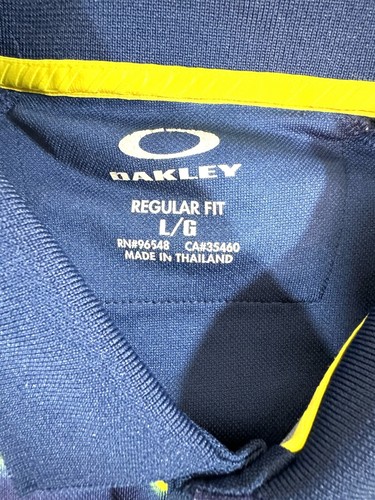 OAKLEY
REGULAR FIT
L/G
RN#96548 CA#35460
MADE IN THAILAND